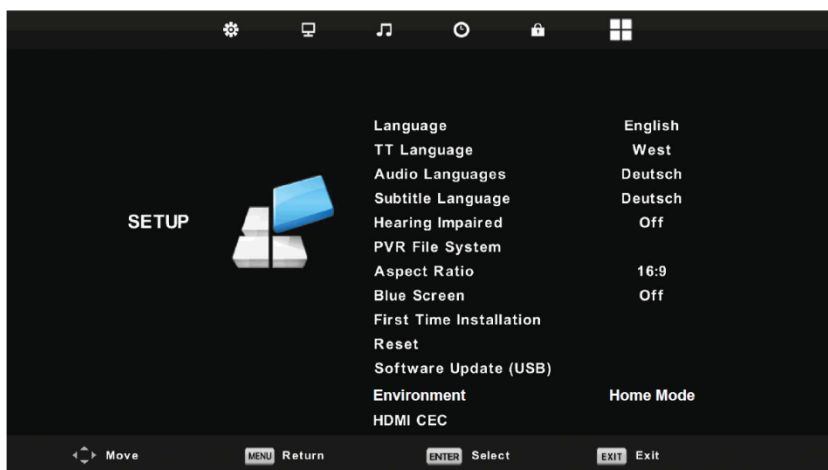 Language English
TT Language West
Audio Languages Deutsch
Subtitle Language Deutsch
SETUP
Hearing Impaired Off
PVR File System
Aspect Ratio 16:9
Blue Screen Off
First Time Installation
Reset
Software Update (USB)
Environment Home Mode
HDMI CEC
Move MENU Return ENTER Select EXIT Exit